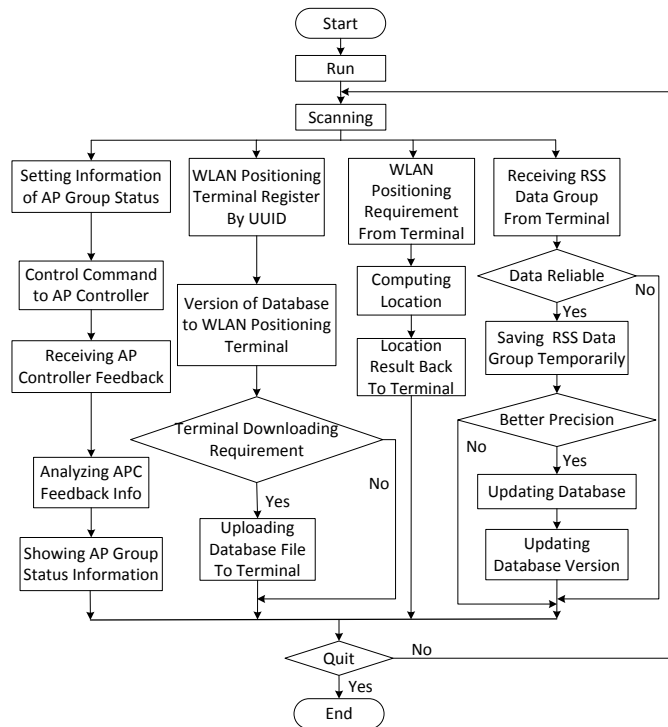 Start
Run
Scanning
Setting Information
of AP Group Status
Control Command
to AP Controller
Receiving AP
Controller Feedback
Analyzing APC
Feedback Info
Showing AP Group
Status Information
WLAN Positioning
Terminal Register
By UUID
Version of Database
to WLAN Positioning
Terminal
Terminal Downloading
Requirement
No
Yes
Uploading
Database File
To Terminal
WLAN
Positioning
Requirement
From Terminal
Computing
Location
Location
Result Back
To Terminal
Receiving RSS
Data Group
From Terminal
Data Reliable
No
Yes
Saving RSS Data
Group Temporarily
Better Precision
No
Yes
Updating Database
Updating
Database Version
Quit
No
Yes
End